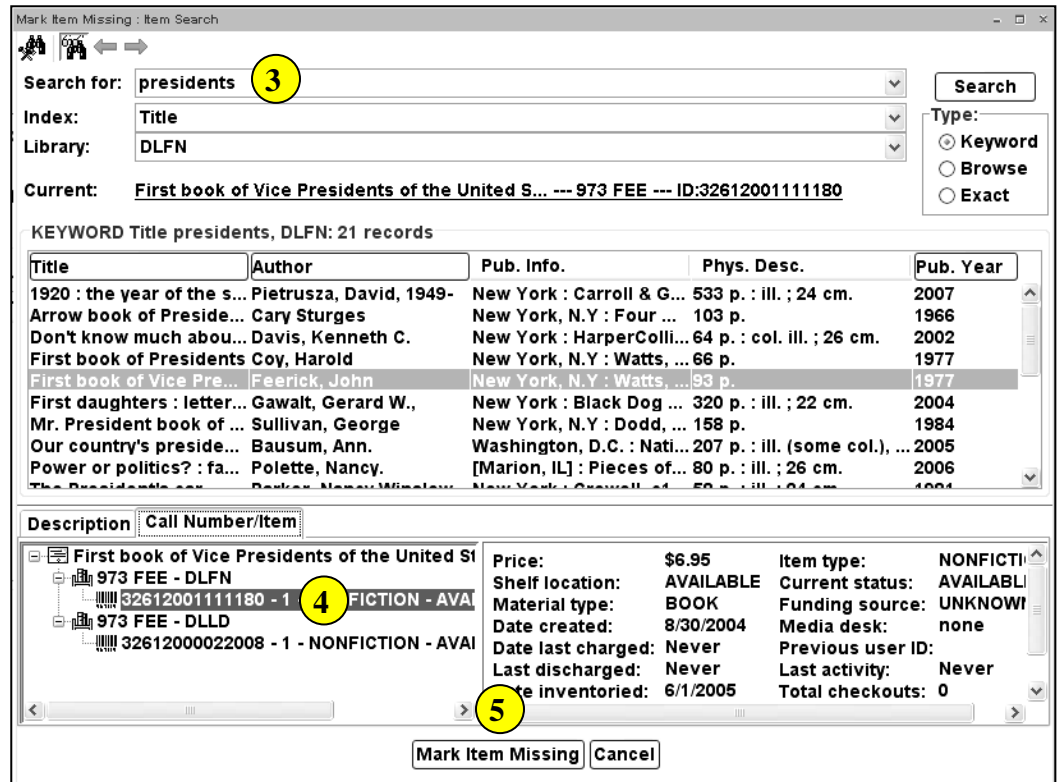 Mark Item Missing : Item Search
Search for: presidents 3 Search
Index: Title Type:
Library: DLFN Keyword
Browse
Current: First book of Vice Presidents of the United S... --- 973 FEE --- ID:32612001111180
Exact
KEYWORD Title presidents, DLFN: 21 records
Title Author Pub. Info. Phys. Desc. Pub. Year
1920 : the year of the s... Pietrusza, David, 1949- New York : Carroll & G... 533 p. : ill. ; 24 cm. 2007
Arrow book of Preside... Cary Sturges New York, N.Y : Four ... 103 p. 1966
Don't know much abou... Davis, Kenneth C. New York : HarperColli... 64 p. : col. ill. ; 26 cm. 2002
First book of Presidents Coy, Harold New York, N.Y : Watts, ... 66 p. 1977
First book of Vice Pre... Feerick, John New York, N.Y : Watts, ... 93 p. 1977
First daughters : letter... Gawalt, Gerard W., New York : Black Dog ... 320 p. : ill. ; 22 cm. 2004
Mr. President book of ... Sullivan, George New York, N.Y : Dodd, ... 158 p. 1984
Our country's preside... Bausum, Ann. Washington, D.C. : Nati... 207 p. : ill. (some col.), ... 2005
Power or politics? : fa... Polette, Nancy. [Marion, IL] : Pieces of... 80 p. : ill. ; 26 cm. 2006
Description Call Number/Item
First book of Vice Presidents of the United St
973 FEE - DLFN
32612001111180 - 1 4 FICTION - AVAI
973 FEE - DLLD
32612000022008 - 1 - NONFICTION - AVAI
Price: $6.95 Item type: NONFICTI
Shelf location: AVAILABLE Current status: AVAILABL
Material type: BOOK Funding source: UNKNOW
Date created: 8/30/2004 Media desk: none
Date last charged: Never Previous user ID:
Last discharged: Never Last activity: Never
inventoried: 6/1/2005 Total checkouts: 0
5
Mark Item Missing Cancel